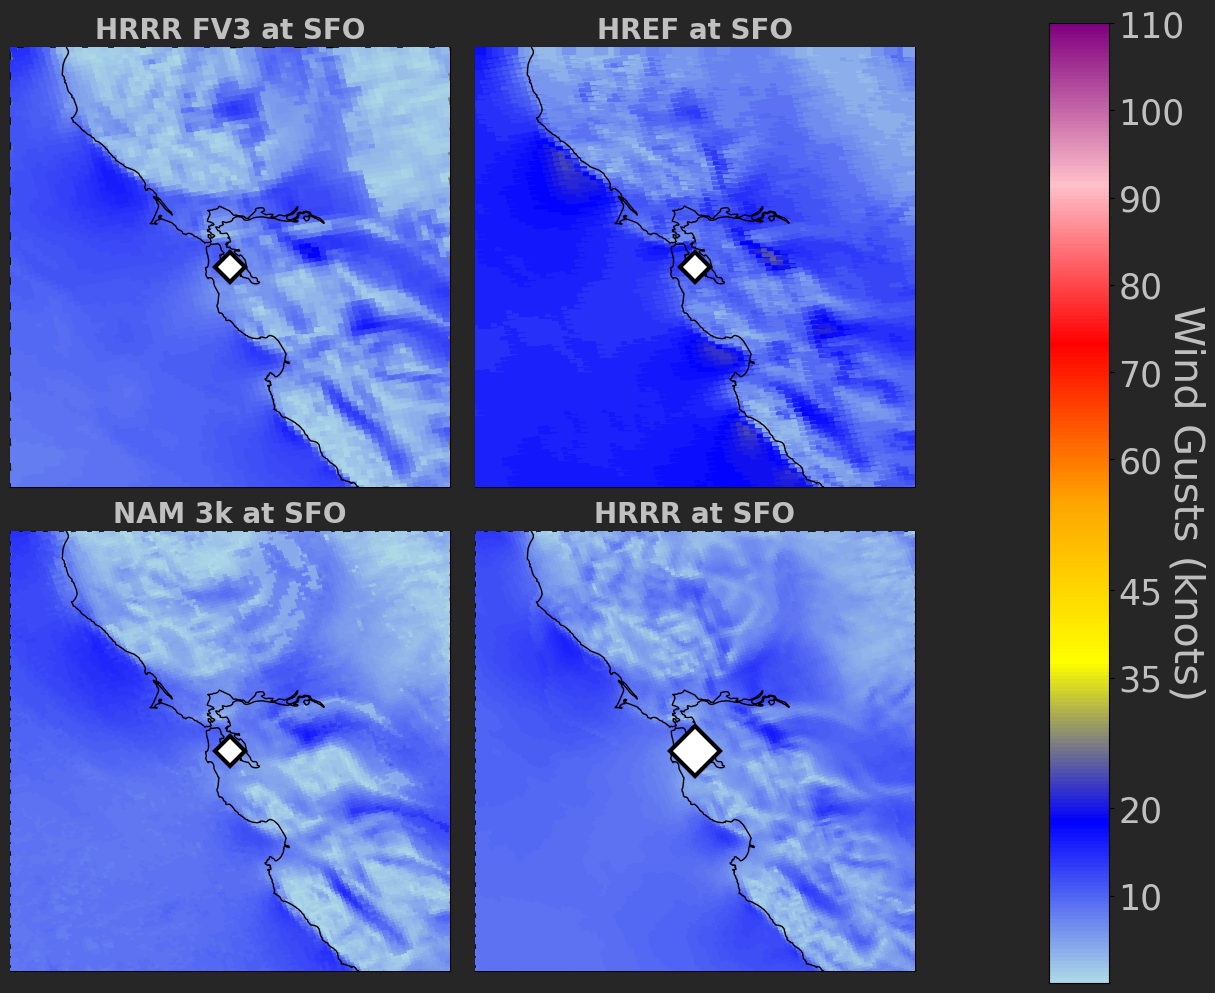 HRRR FV3 at SFO
HREF at SFO
NAM 3k at SFO
HRRR at SFO
110
100
90
80
70
60
45
35
20
10
Wind Gusts (knots)